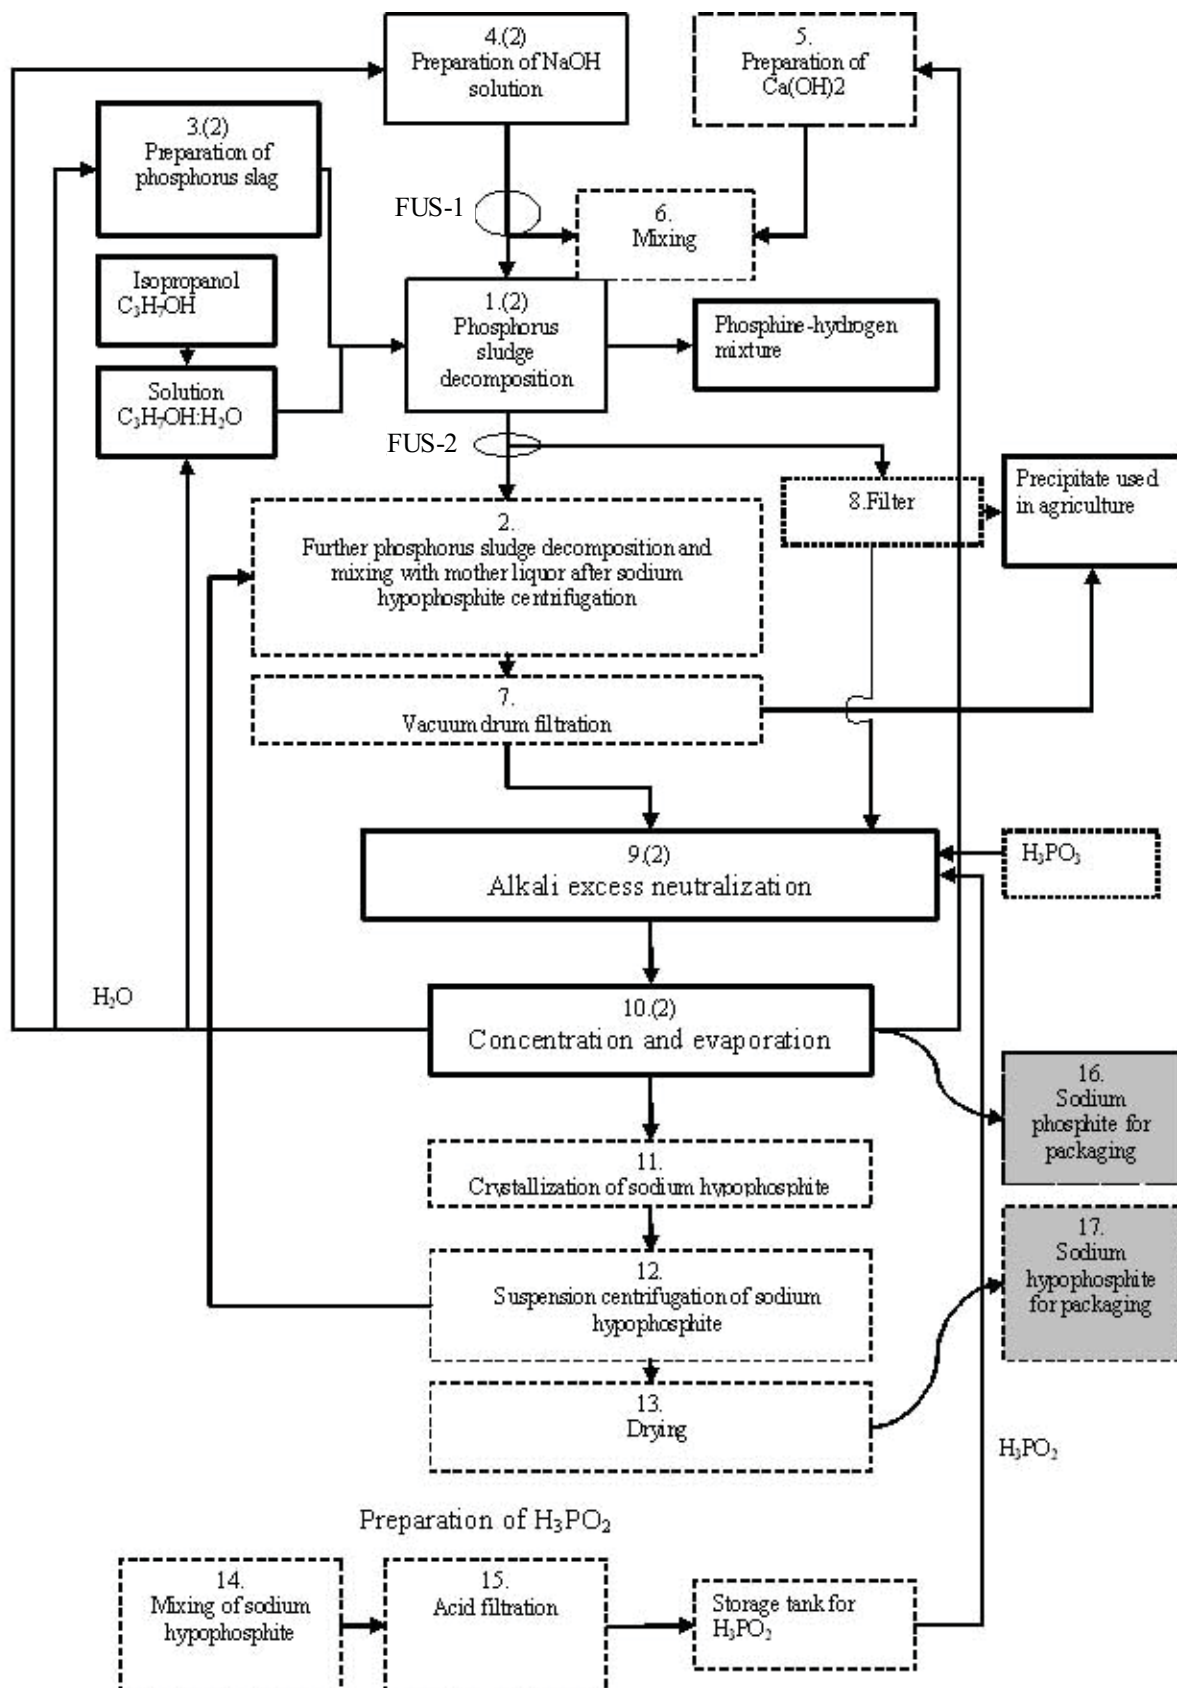 4.(2)
Preparation of NaOH
solution
5.
Preparation of
Ca(OH)2
3.(2)
Preparation of
phosphorus slag
FUS-1
6.
Mixing
Isopropanol
C₃H₇OH
1.(2)
Phosphorus
sludge
decomposition
Phosphine-hydrogen
mixture
Solution
C₃H₇OH:H₂O
FUS-2
8.Filter
Precipitate used
in agriculture
2.
Further phosphorus sludge decomposition and
mixing with mother liquor after sodium
hypophosphite centrifugation
7.
Vacuum drum filtration
9.(2)
Alkali excess neutralization
H₃PO₃
H₂O
10.(2)
Concentration and evaporation
16.
Sodium
phosphite for
packaging
11.
Crystallization of sodium hypophosphite
17.
Sodium
hypophosphite
for packaging
12.
Suspension centrifugation of sodium
hypophosphite
13.
Drying
H₃PO₂
Preparation of H₃PO₂
14.
Mixing of sodium
hypophosphite
15.
Acid filtration
Storage tank for
H₃PO₂